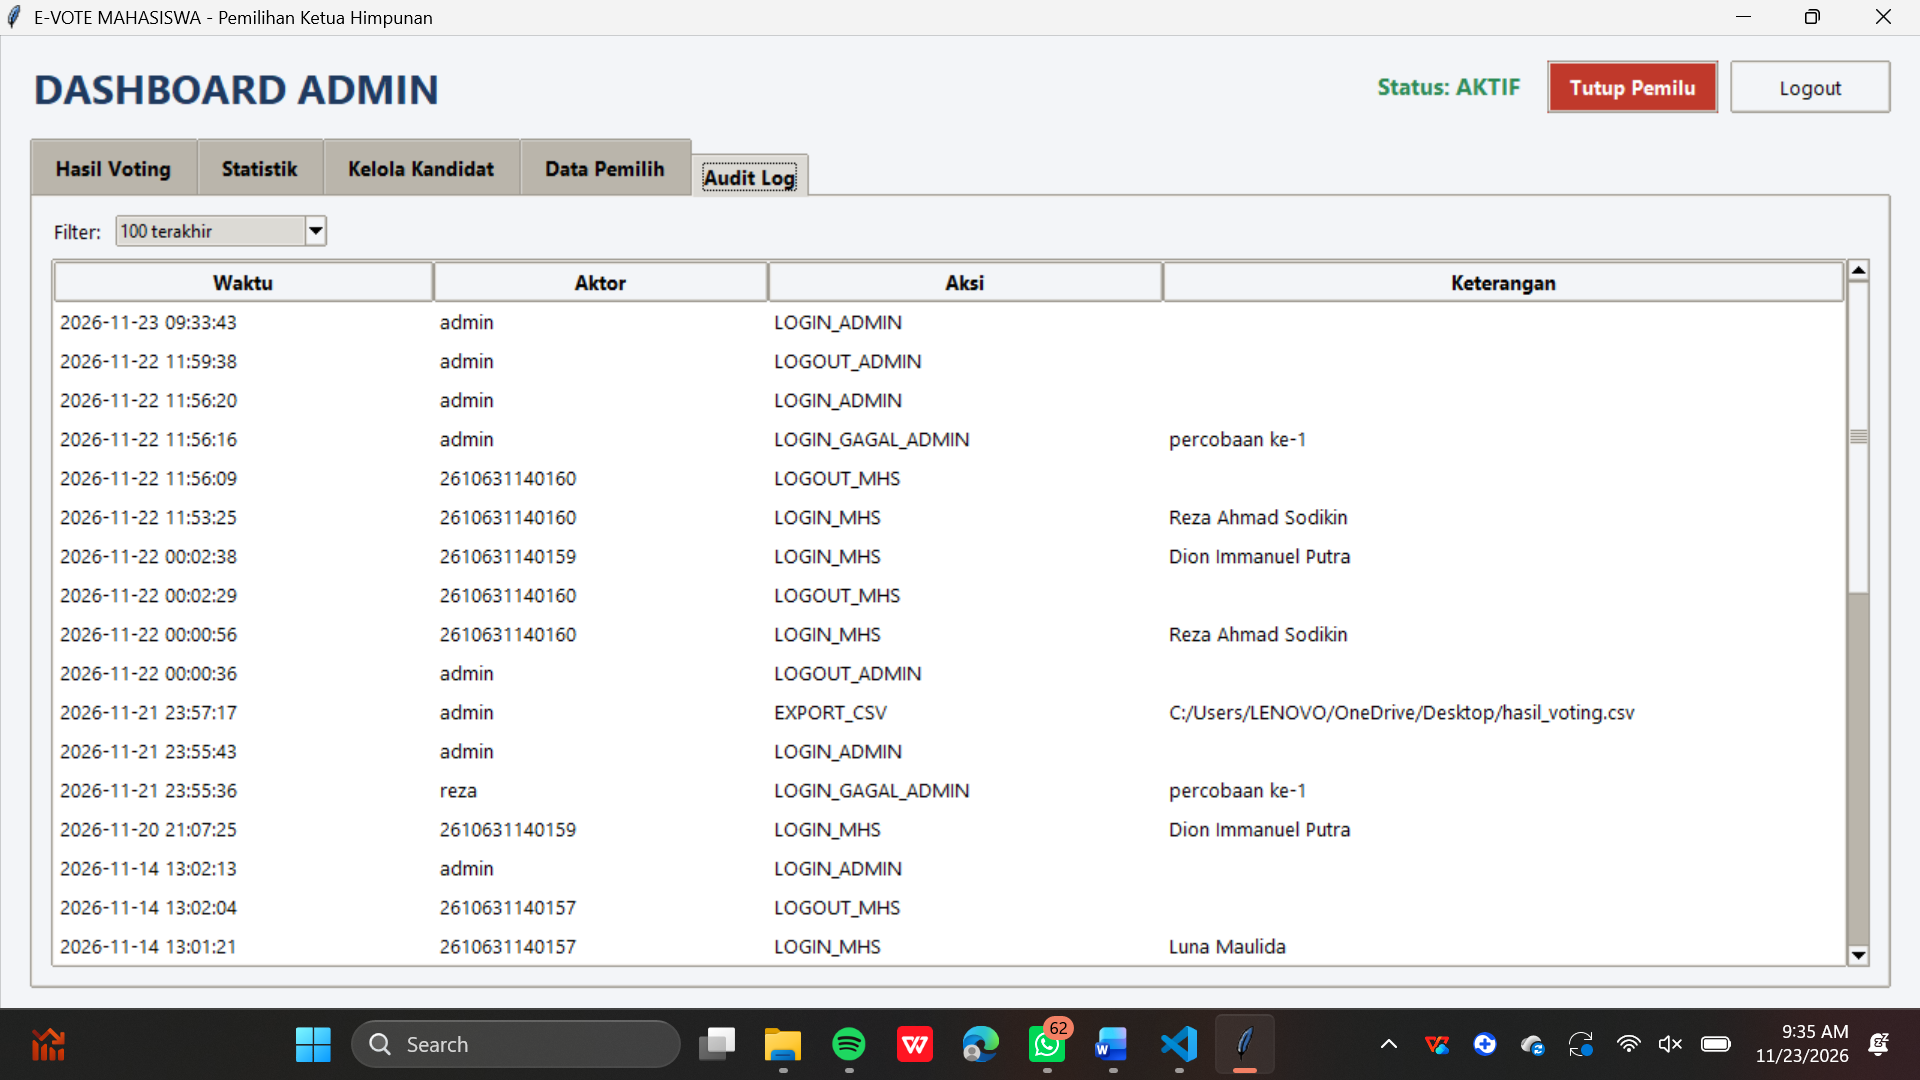 E-VOTE MAHASISWA - Pemilihan Ketua Himpunan
DASHBOARD ADMIN
Status: AKTIF
Tutup Pemilu
Logout
Hasil Voting
Statistik
Kelola Kandidat
Data Pemilih
Audit Log
Filter: 100 terakhir
Waktu Aktor Aksi Keterangan
2026-11-23 09:33:43 admin LOGIN_ADMIN
2026-11-22 11:59:38 admin LOGOUT_ADMIN
2026-11-22 11:56:20 admin LOGIN_ADMIN
2026-11-22 11:56:16 admin LOGIN_GAGAL_ADMIN percobaan ke-1
2026-11-22 11:56:09 2610631140160 LOGOUT_MHS
2026-11-22 11:53:25 2610631140160 LOGIN_MHS Reza Ahmad Sodikin
2026-11-22 00:02:38 2610631140159 LOGIN_MHS Dion Immanuel Putra
2026-11-22 00:02:29 2610631140160 LOGOUT_MHS
2026-11-22 00:00:56 2610631140160 LOGIN_MHS Reza Ahmad Sodikin
2026-11-22 00:00:36 admin LOGOUT_ADMIN
2026-11-21 23:57:17 admin EXPORT_CSV C:/Users/LENOVO/OneDrive/Desktop/hasil_voting.csv
2026-11-21 23:55:43 admin LOGIN_ADMIN
2026-11-21 23:55:36 reza LOGIN_GAGAL_ADMIN percobaan ke-1
2026-11-20 21:07:25 2610631140159 LOGIN_MHS Dion Immanuel Putra
2026-11-14 13:02:13 admin LOGIN_ADMIN
2026-11-14 13:02:04 2610631140157 LOGOUT_MHS
2026-11-14 13:01:21 2610631140157 LOGIN_MHS Luna Maulida
Search
62
9:35 AM
11/23/2026